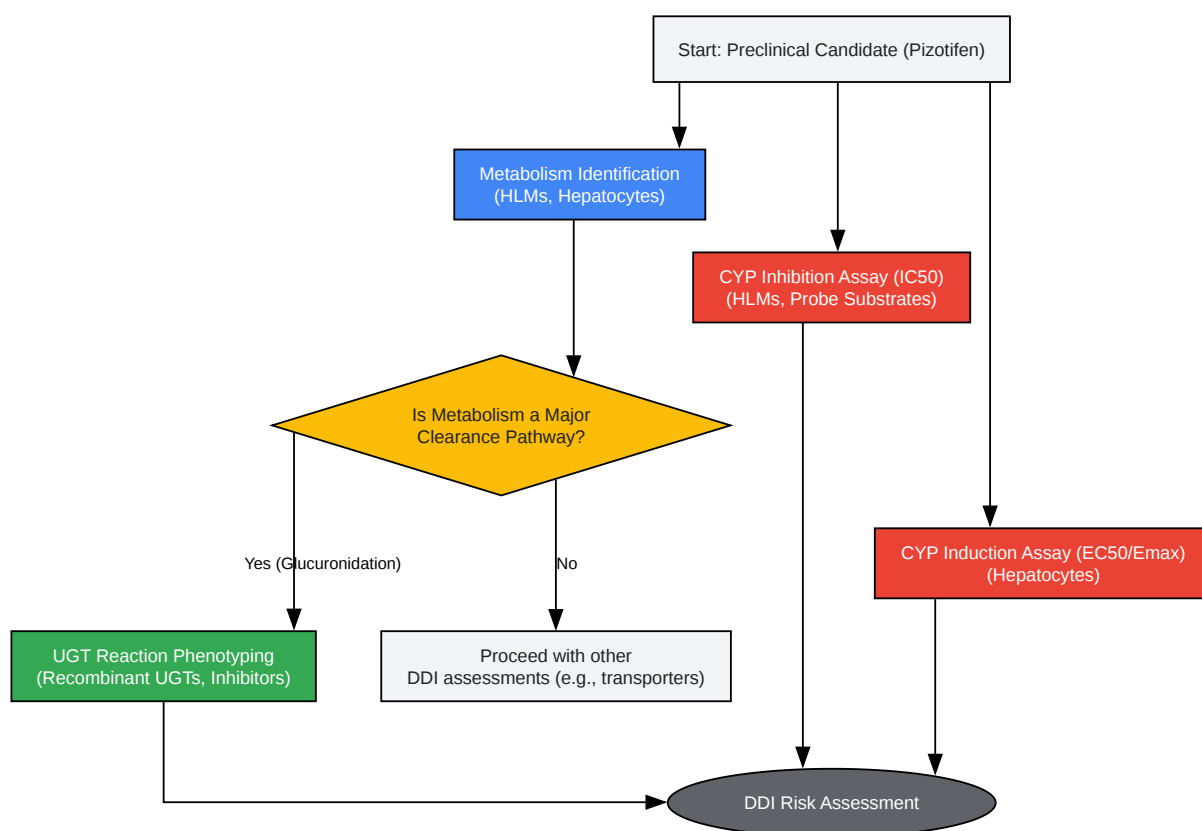 Start: Preclinical Candidate (Pizotifen)
Metabolism Identification
(HLMs, Hepatocytes)
CYP Inhibition Assay (IC50)
(HLMs, Probe Substrates)
Is Metabolism a Major
Clearance Pathway?
Yes (Glucuronidation)
No
CYP Induction Assay (EC50/Emax)
(Hepatocytes)
UGT Reaction Phenotyping
(Recombinant UGTs, Inhibitors)
Proceed with other
DDI assessments (e.g., transporters)
DDI Risk Assessment